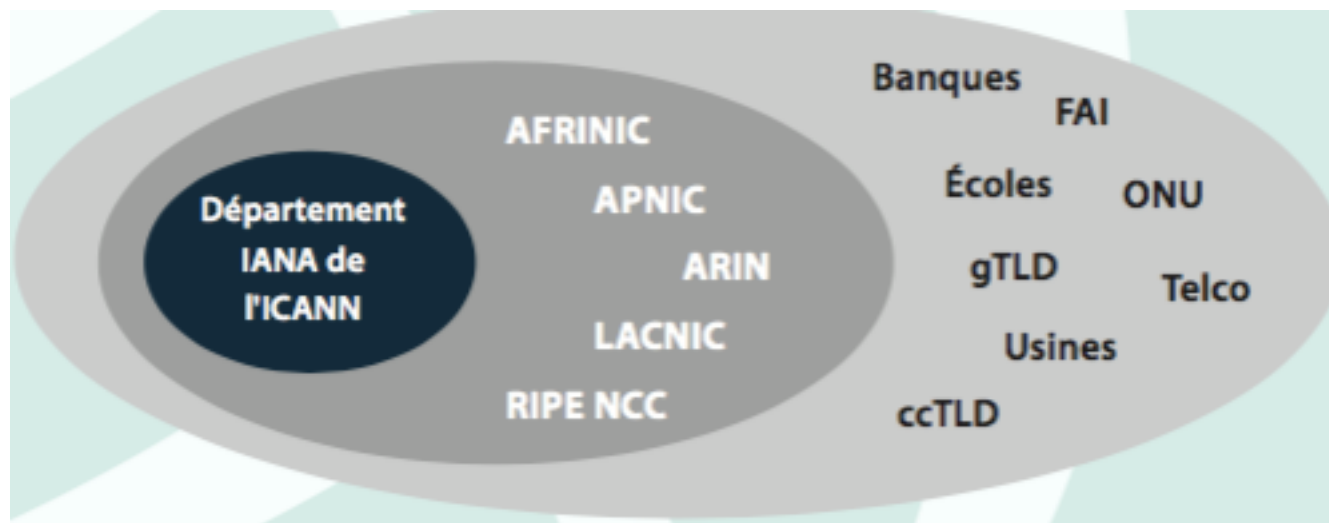 Département
IANA de
l'ICANN
AFRINIC
APNIC
ARIN
LACNIC
RIPE NCC
Banques
FAI
Écoles
ONU
gTLD
Telco
Usines
ccTLD